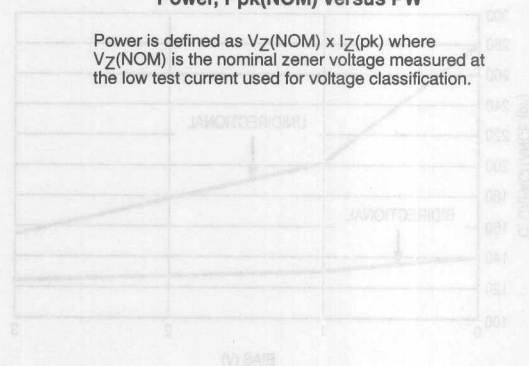 Power, Ppk(NOM) versus PW
Power is defined as VZ(NOM) x IZ(pk) where
VZ(NOM) is the nominal zener voltage measured at
the low test current used for voltage classification.
300
280
260
240
220
200
180
160
140
120
100
UNIDIRECTIONAL
BIDIRECTIONAL
3
2
1
0
BIAS (V)